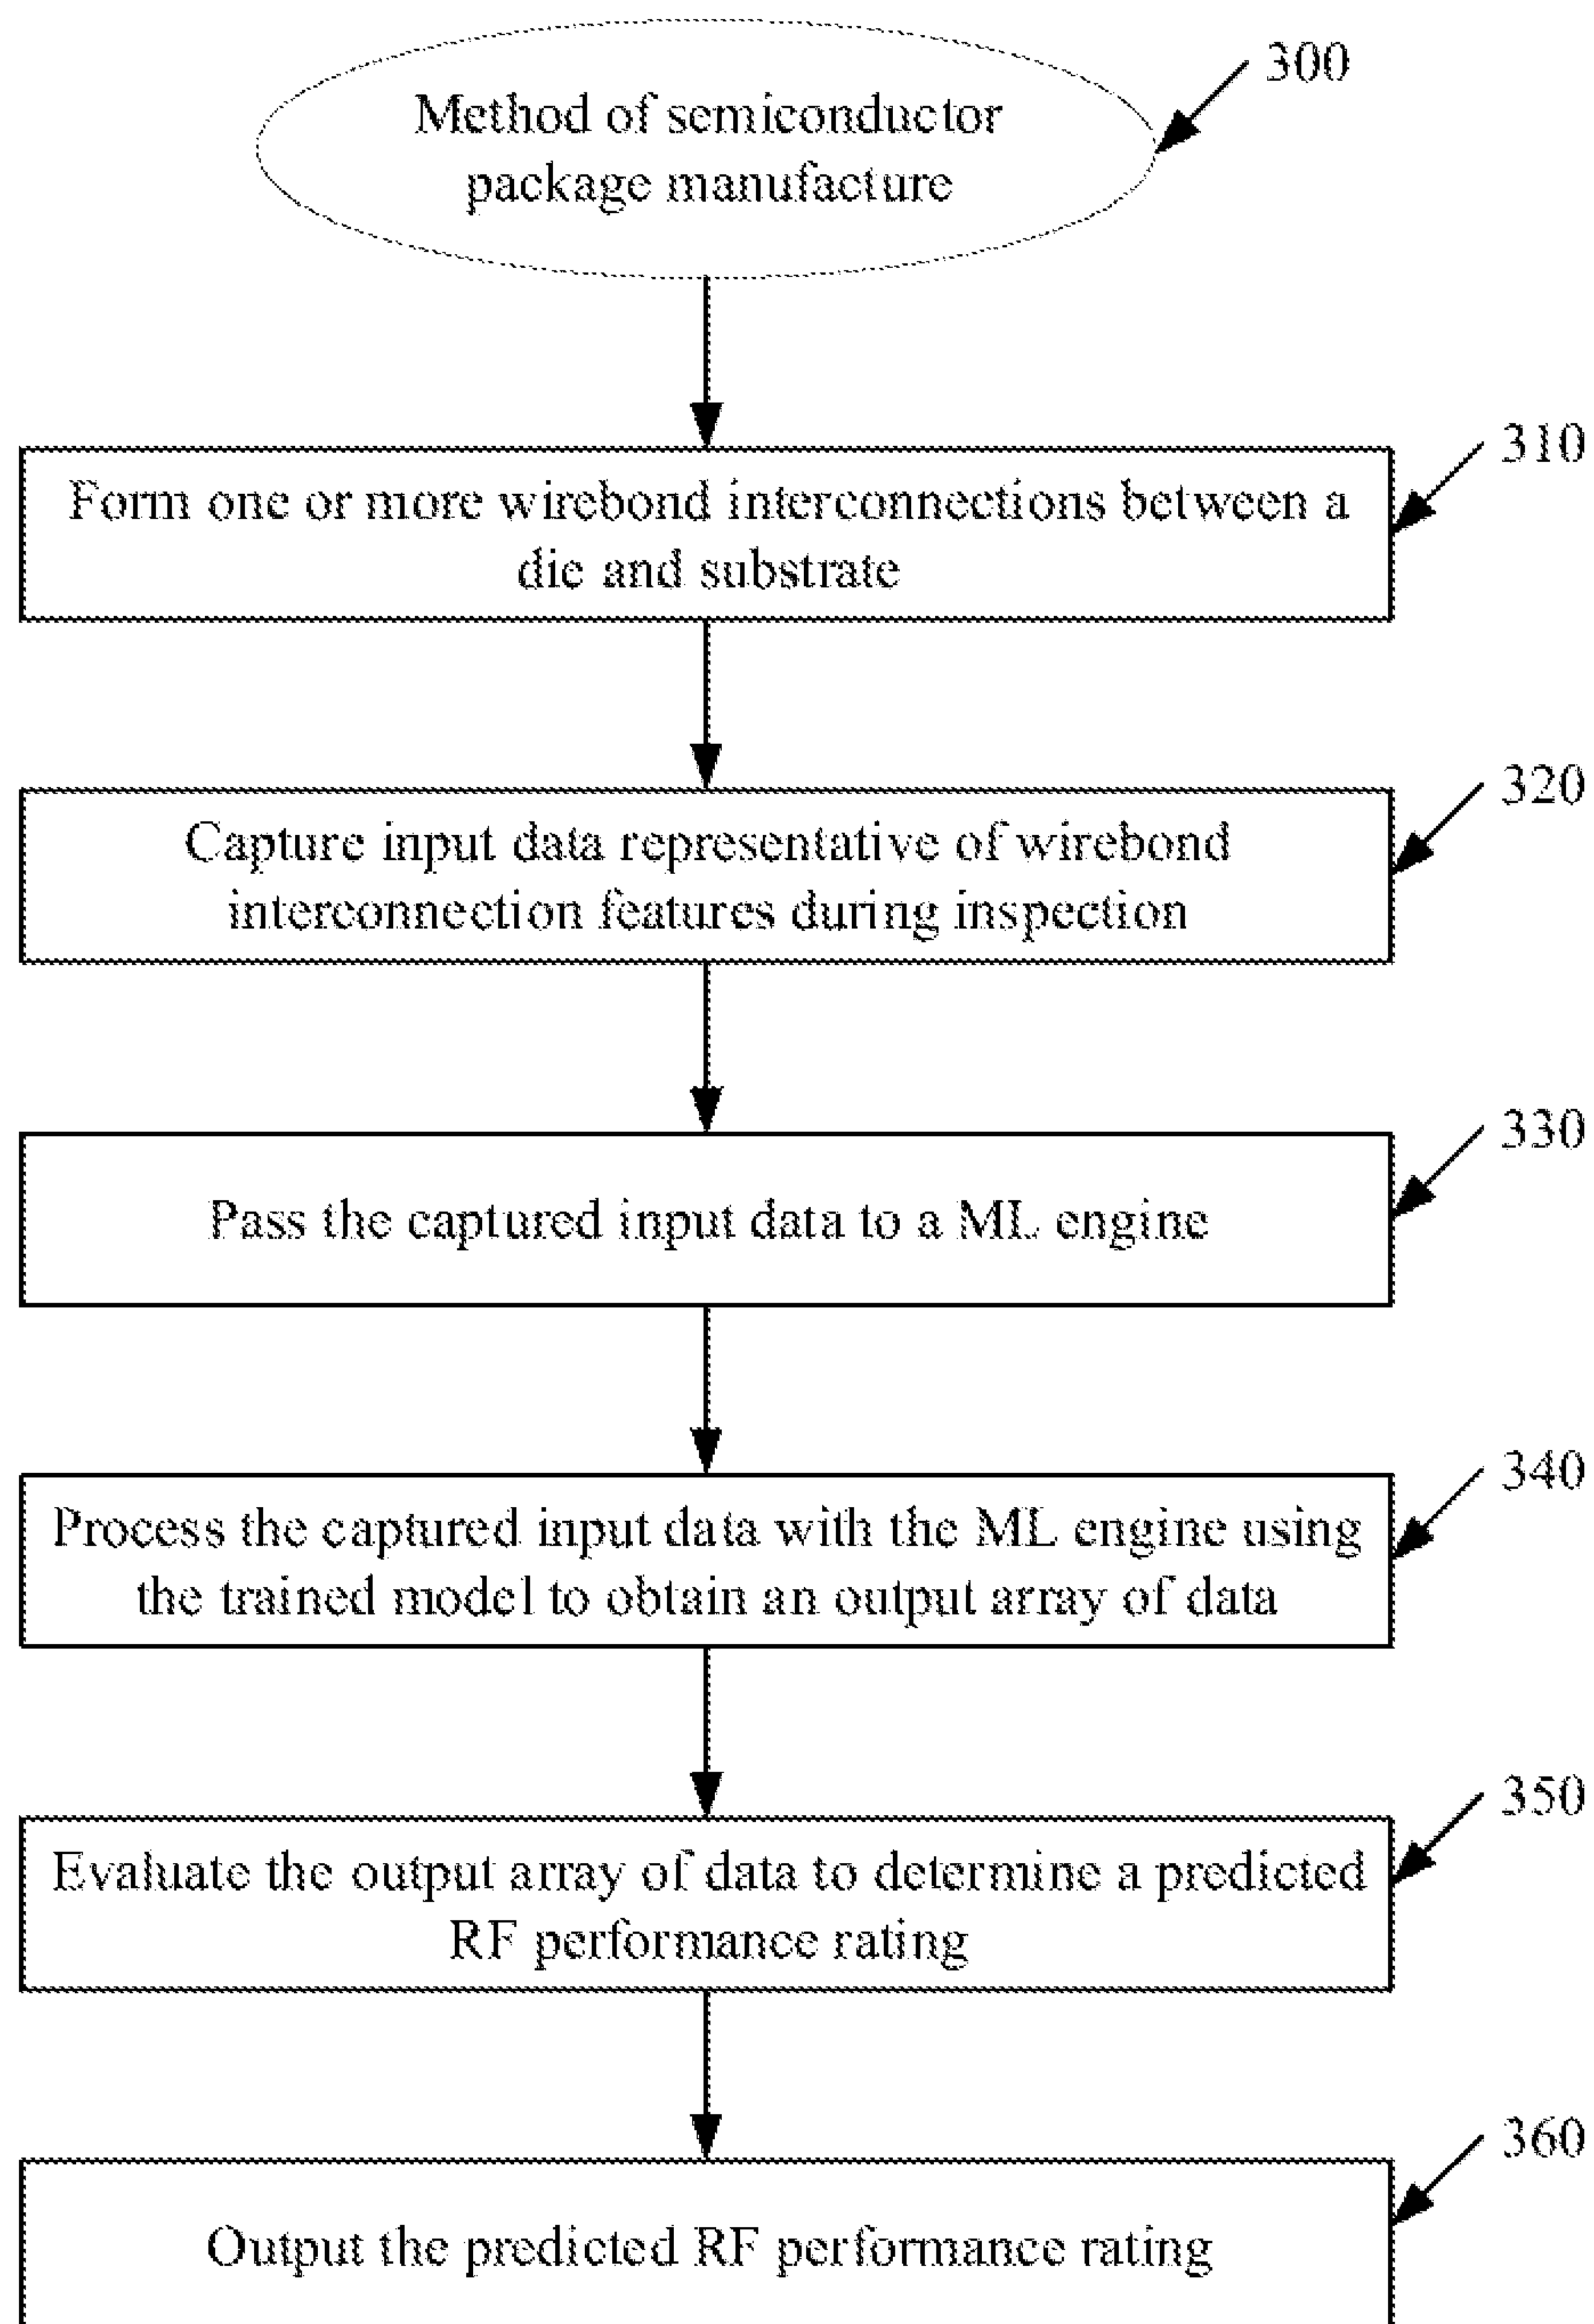 300
Method of semiconductor
package manufacture
310
Form one or more wirebond interconnections between a
die and substrate
320
Capture input data representative of wirebond
interconnection features during inspection
330
Pass the captured input data to a ML engine
340
Process the captured input data with the ML engine using
the trained model to obtain an output array of data
350
Evaluate the output array of data to determine a predicted
RF performance rating
360
Output the predicted RF performance rating